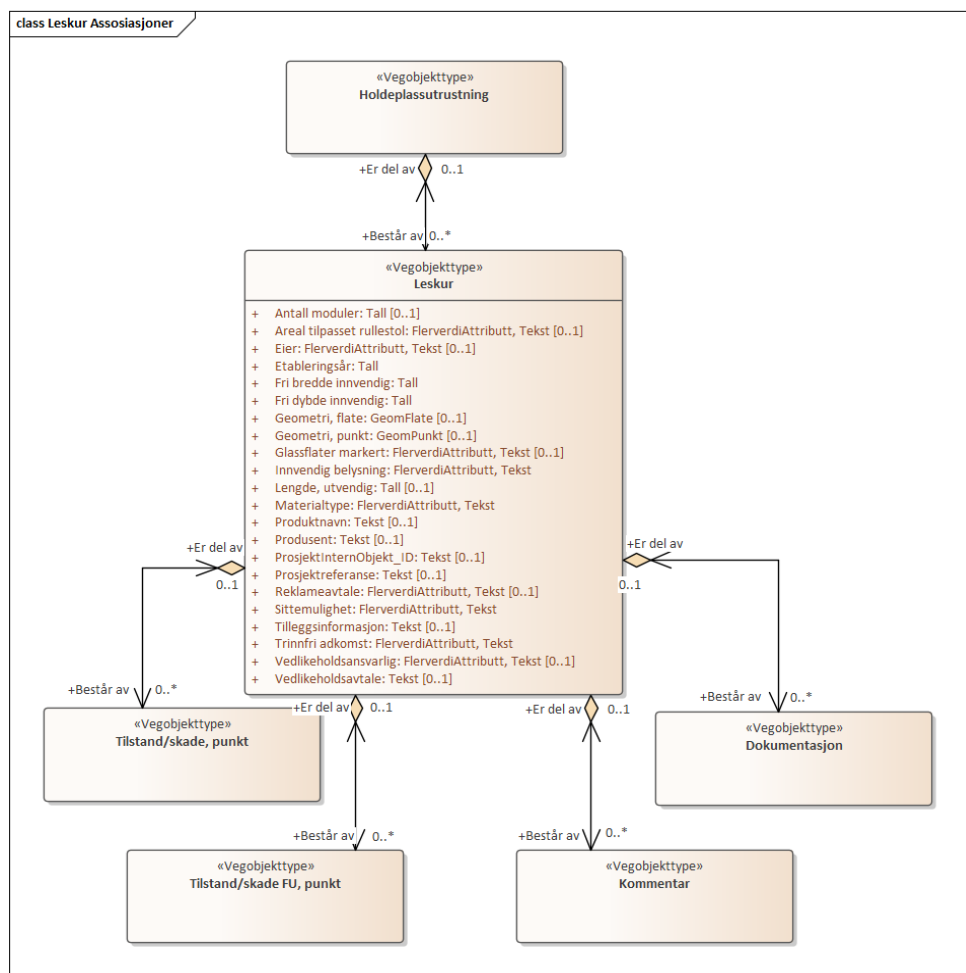 class Leskur Assosiasjoner
«Vegobjekttype»
Holdeplassutrustning
+Er del av
0..1
+Består av
0..*
«Vegobjekttype»
Leskur
+ Antall moduler: Tall [0..1]
+ Areal tilpasset rullestol: FlerverdiAttributt, Tekst [0..1]
+ Eier: FlerverdiAttributt, Tekst [0..1]
+ Etableringsår: Tall
+ Fri bredde innvendig: Tall
+ Fri dybde innvendig: Tall
+ Geometri, flate: GeomFlate [0..1]
+ Geometri, punkt: GeomPunkt [0..1]
+ Glassflater markert: FlerverdiAttributt, Tekst [0..1]
+ Innvendig belysning: FlerverdiAttributt, Tekst
+ Lengde, utvendig: Tall [0..1]
+ Materialtype: FlerverdiAttributt, Tekst
+ Produktnavn: Tekst [0..1]
+ Produsent: Tekst [0..1]
+ ProsjektInternObjekt_ID: Tekst [0..1]
+ Prosjektreferanse: Tekst [0..1]
+ Reklameavtale: FlerverdiAttributt, Tekst [0..1]
+ Sittemulighet: FlerverdiAttributt, Tekst
+ Tilleggsinformasjon: Tekst [0..1]
+ Trinnfri adkomst: FlerverdiAttributt, Tekst
+ Vedlikeholdsansvarlig: FlerverdiAttributt, Tekst [0..1]
+ Vedlikeholdsavtale: Tekst [0..1]
+Er del av
0..1
+Er del av
0..1
+Består av
0..*
+Er del av
0..1
+Er del av
0..1
+Består av
0..*
«Vegobjekttype»
Tilstand/skade, punkt
«Vegobjekttype»
Dokumentasjon
+Består av
0..*
+Består av
0..*
«Vegobjekttype»
Tilstand/skade FU, punkt
«Vegobjekttype»
Kommentar